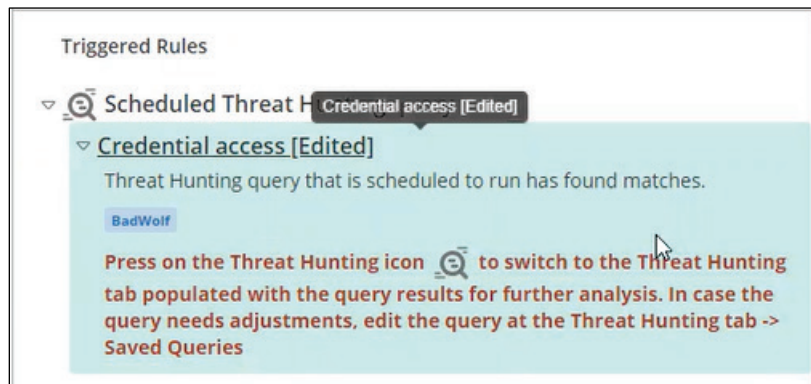 Triggered Rules
Scheduled Threat H
Credential access [Edited]
Credential access [Edited]
Threat Hunting query that is scheduled to run has found matches.
BadWolf
Press on the Threat Hunting icon to switch to the Threat Hunting
tab populated with the query results for further analysis. In case the
query needs adjustments, edit the query at the Threat Hunting tab ->
Saved Queries